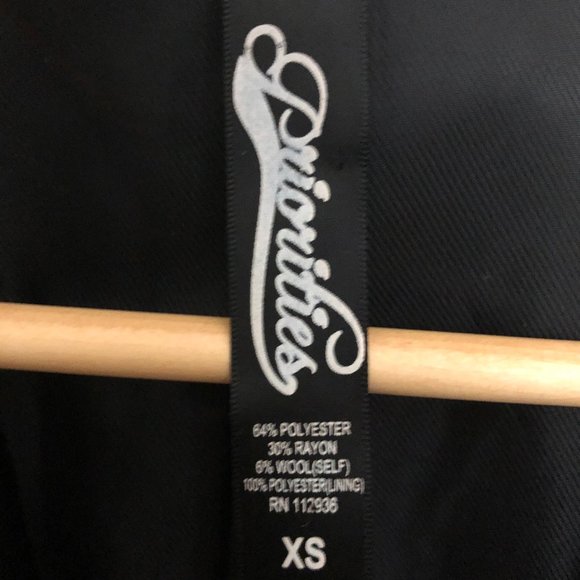 Priorities
64% POLYESTER
30% RAYON
6% WOOL(SELF)
100% POLYESTER(LINING)
RN 112936
XS